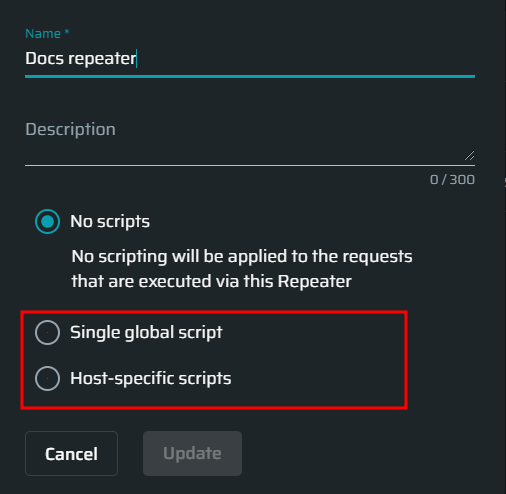 Name *
Docs repeater
Description
0 / 300
No scripts
No scripting will be applied to the requests
that are executed via this Repeater
Single global script
Host-specific scripts
Cancel
Update